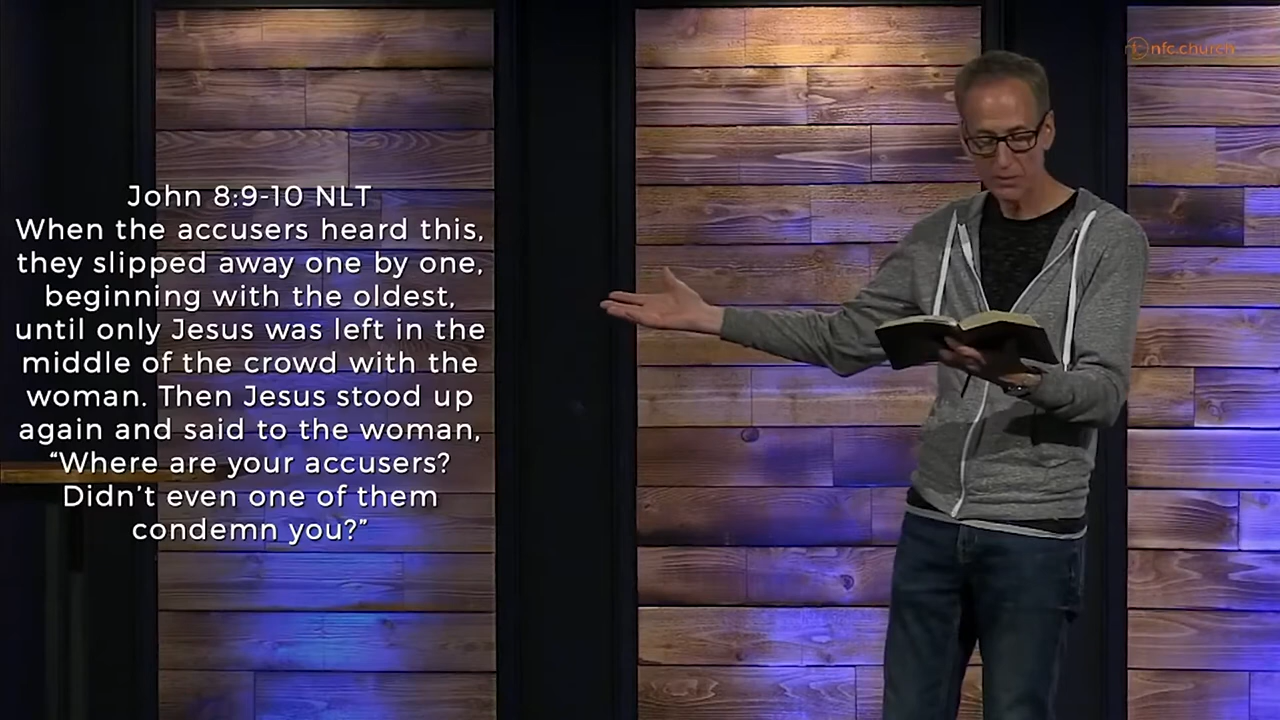 nfc.church
John 8:9-10 NLT
When the accusers heard this,
they slipped away one by one,
beginning with the oldest,
until only Jesus was left in the
middle of the crowd with the
woman. Then Jesus stood up
again and said to the woman,
“Where are your accusers?
Didn’t even one of them
condemn you?”